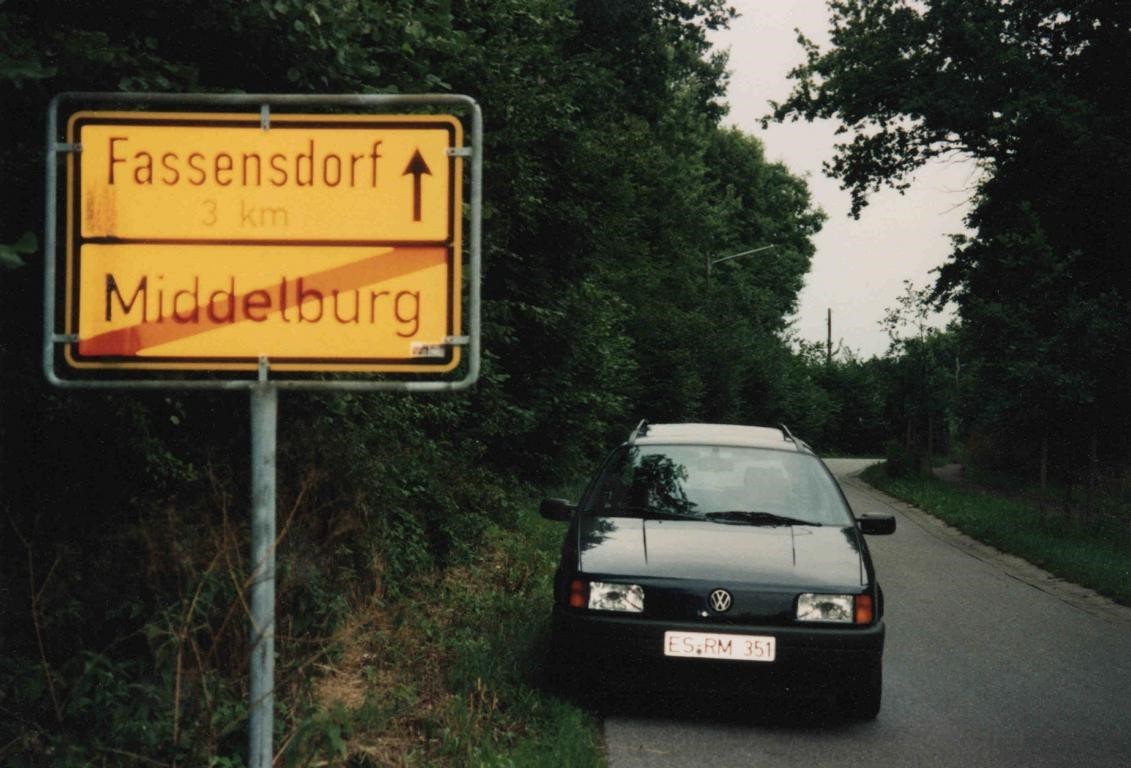 Fassensdorf
3 km
Middelburg
ES-RM 351